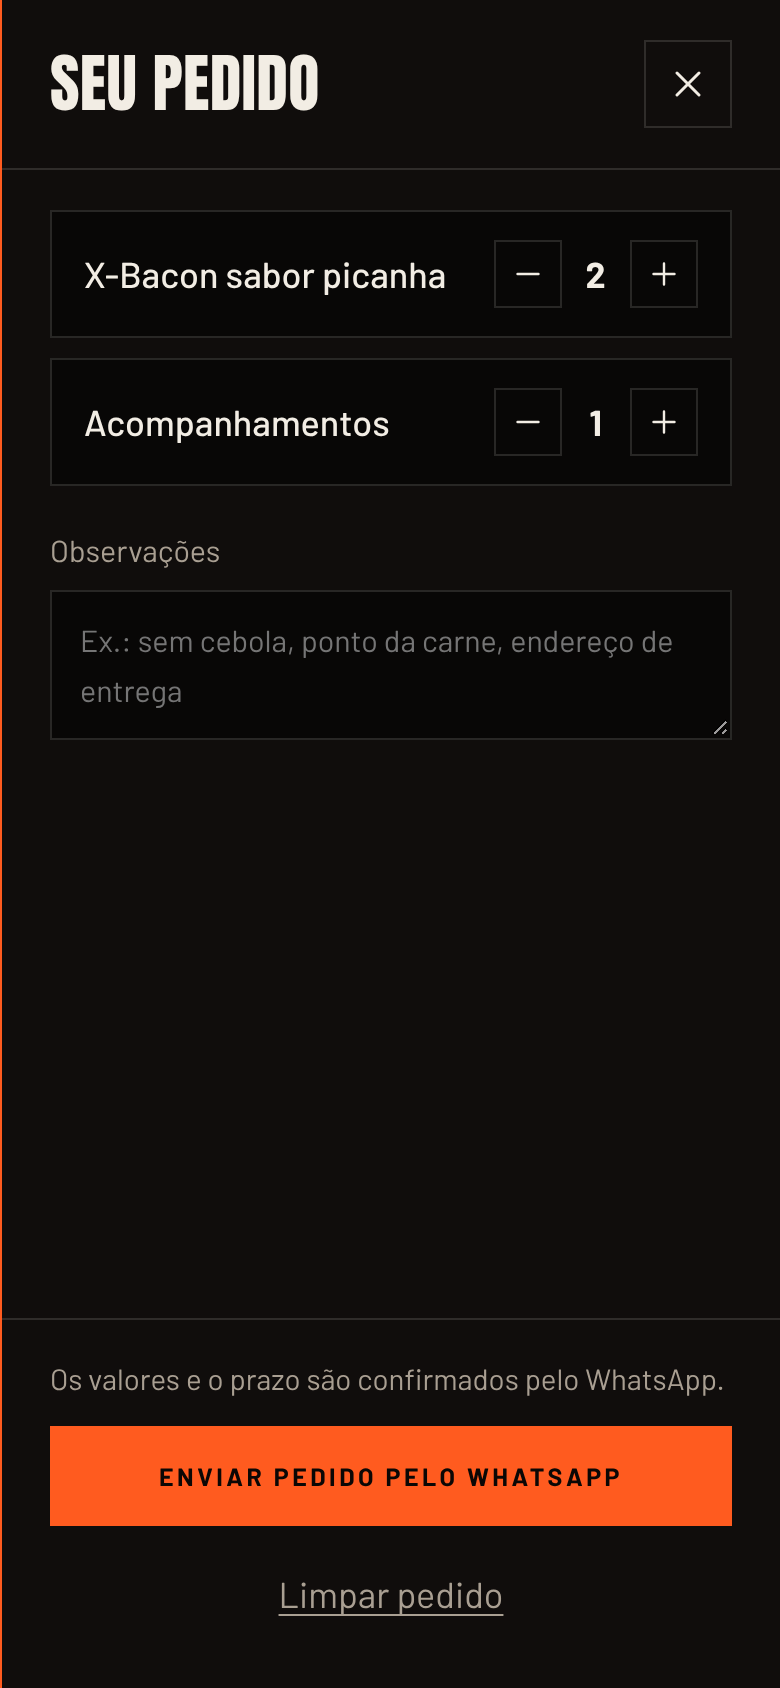 SEU PEDIDO
X-Bacon sabor picanha 2
Acompanhamentos 1
Observações
Ex.: sem cebola, ponto da carne, endereço de
entrega
Os valores e o prazo são confirmados pelo WhatsApp.
ENVIAR PEDIDO PELO WHATSAPP
Limpar pedido